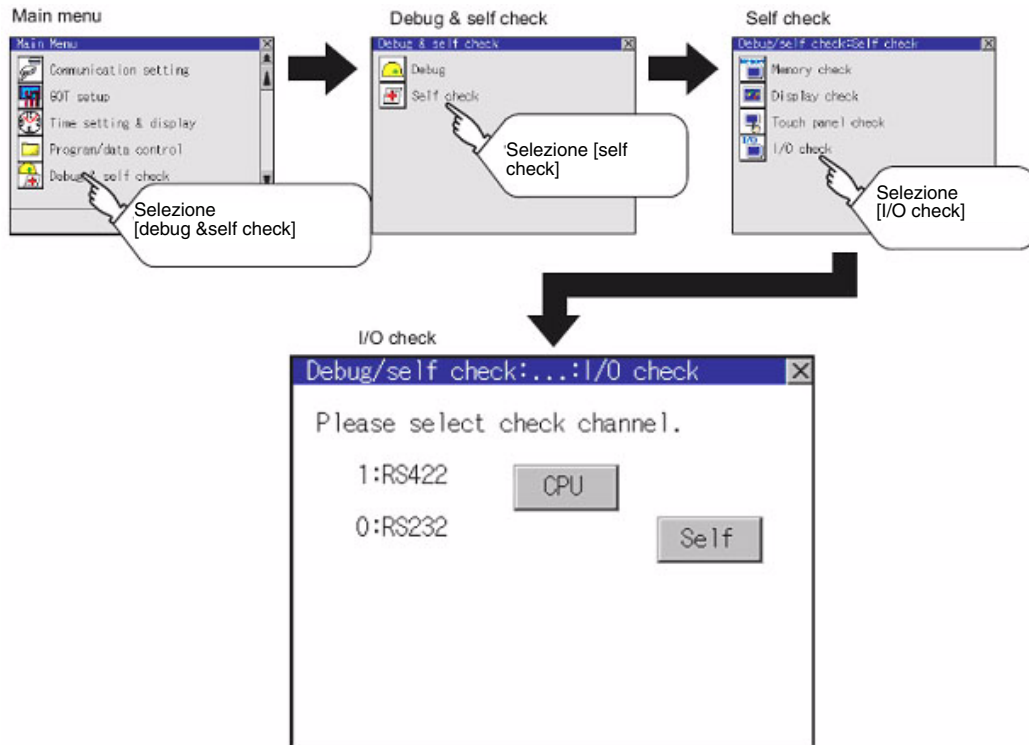 Main menu
Main Menu
Communication setting
GOT setup
Time setting & display
Program/data control
Debug & self check
Selezione
[debug &self check]
Debug & self check
Debug & self check
Debug
Self check
Selezione [self
check]
Self check
Debug/self check:Self check
Memory check
Display check
Touch panel check
I/O check
Selezione
[I/O check]
I/O check
Debug/self check:...:I/O check
Please select check channel.
1:RS422
CPU
0:RS232
Self